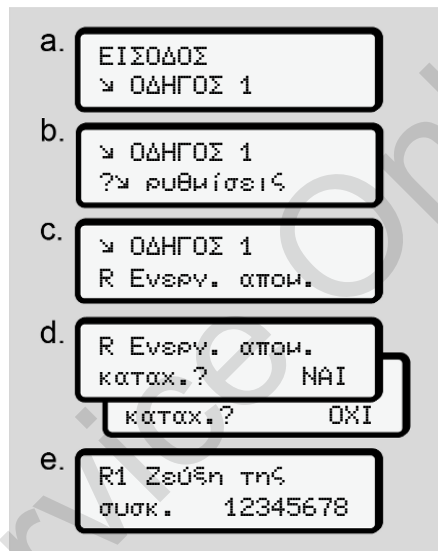 a.
ΕΙΣΟΔΟΣ
↘ ΟΔΗΓΟΣ 1
b.
↘ ΟΔΗΓΟΣ 1
?↘ ρυθμίσεις
c.
↘ ΟΔΗΓΟΣ 1
R Ενεργ. απομ.
d.
R Ενεργ. απομ.
καταχ.? ΝΑΙ
καταχ.? ΟΧΙ
e.
R1 Ζεύξη της
συσκ. 12345678